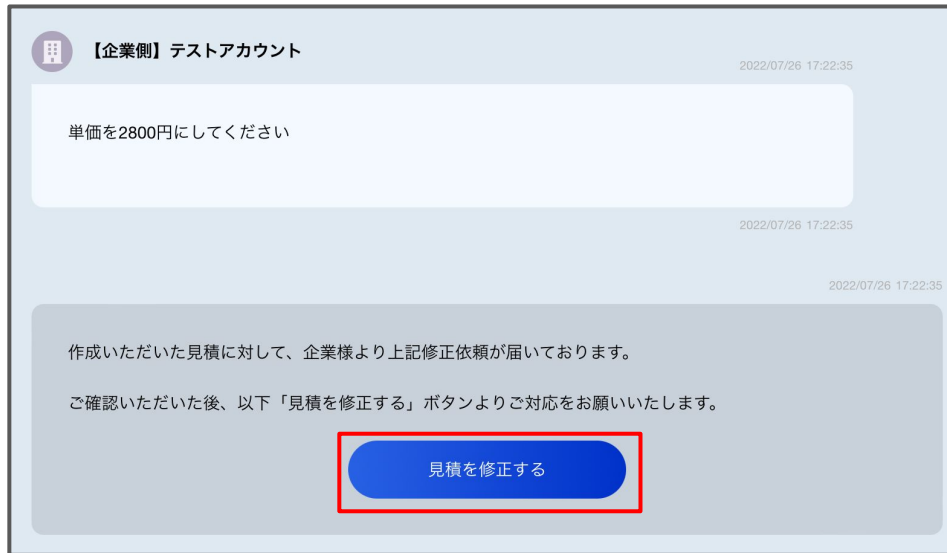 【企業側】テストアカウント
2022/07/26 17:22:35
単価を2800円にしてください
2022/07/26 17:22:35
2022/07/26 17:22:35
作成いただいた見積に対して、企業様より上記修正依頼が届いております。
ご確認いただいた後、以下「見積を修正する」ボタンよりご対応をお願いいたします。
見積を修正する